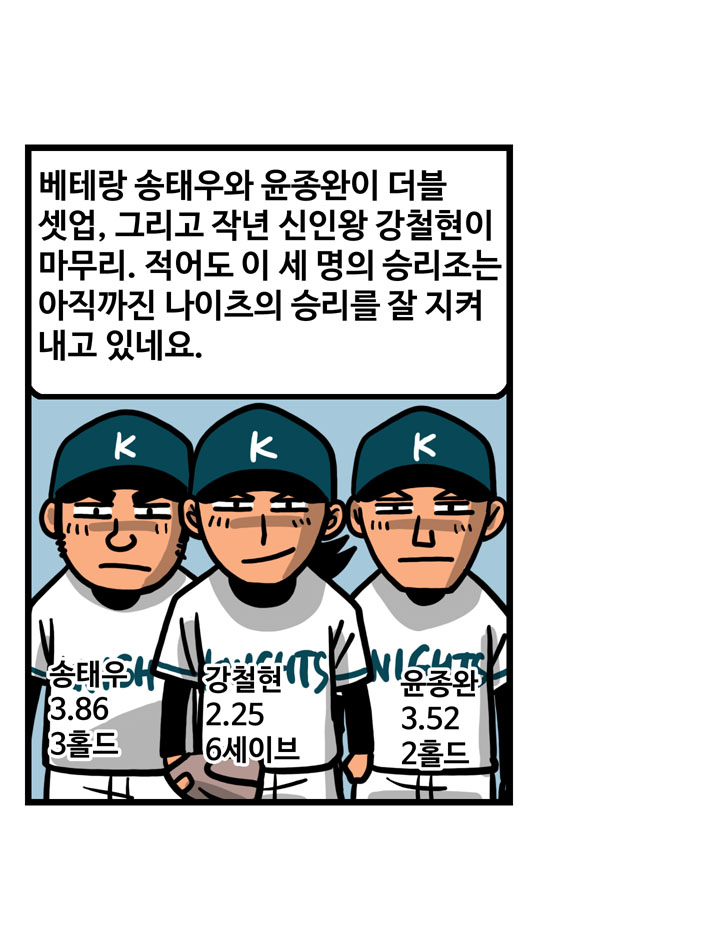 베테랑 송태우와 윤종완이 더블
셋업, 그리고 작년 신인왕 강철현이
마무리. 적어도 이 세 명의 승리조는
아직까진 나이츠의 승리를 잘 지켜
내고 있네요.
K
K
K
KNIGHTS
NIGHTS
송태우
3.86
3홀드
강철현
2.25
6세이브
윤종완
3.52
2홀드